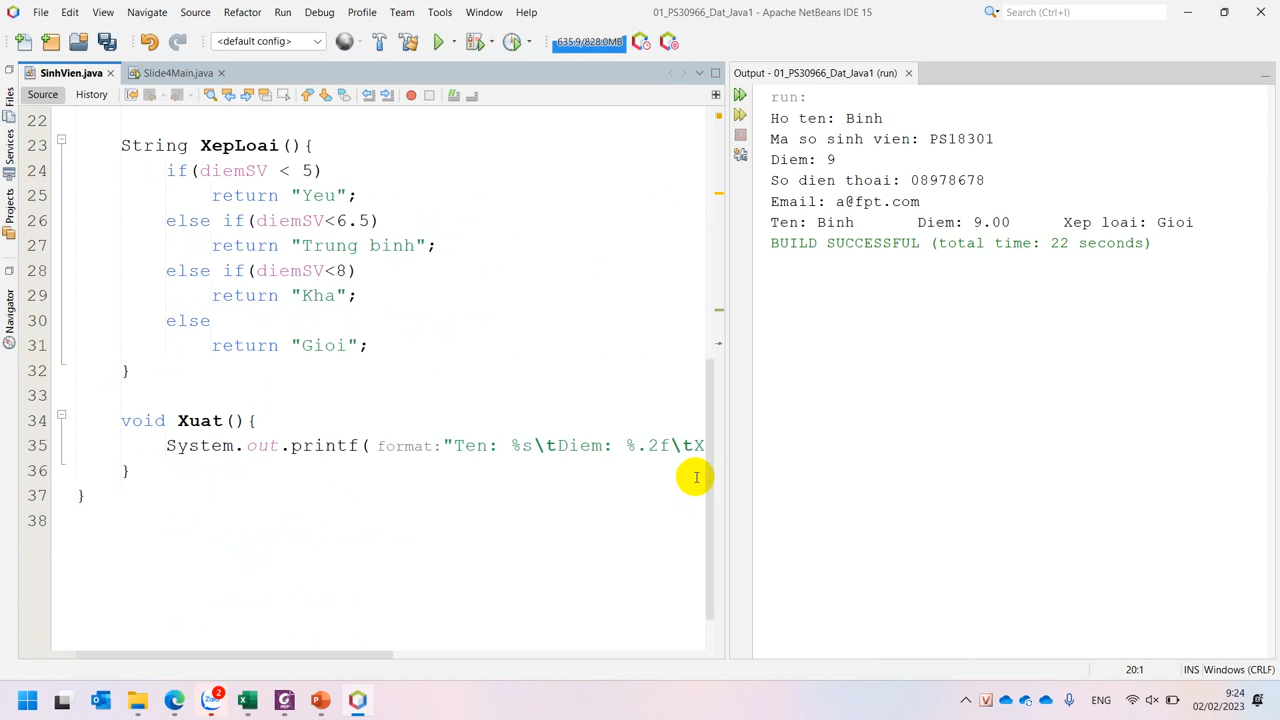 File Edit View Navigate Source Refactor Run Debug Profile Team Tools Window Help 01_PS30966_Dat_Java1 - Apache NetBeans IDE 15 Search (Ctrl+I)
<default config> 635.9/828.0MB
SinhVien.java Slide4Main.java Output - 01_PS30966_Dat_Java1 (run)
Source History
Files
Services
Projects
Navigator
22
23 String XepLoai(){
24 if(diemSV < 5)
25 return "Yeu";
26 else if(diemSV<6.5)
27 return "Trung binh";
28 else if(diemSV<8)
29 return "Kha";
30 else
31 return "Gioi";
32 }
33
34 void Xuat(){
35 System.out.printf( format:"Ten: %s\tDiem: %.2f\tX
36 }
37 }
38
run:
Ho ten: Binh
Ma so sinh vien: PS18301
Diem: 9
So dien thoai: 08978678
Email: a@fpt.com
Ten: Binh Diem: 9.00 Xep loai: Gioi
BUILD SUCCESSFUL (total time: 22 seconds)
20:1 INS Windows (CRLF)
Zalo 2 ENG 9:24
02/02/2023